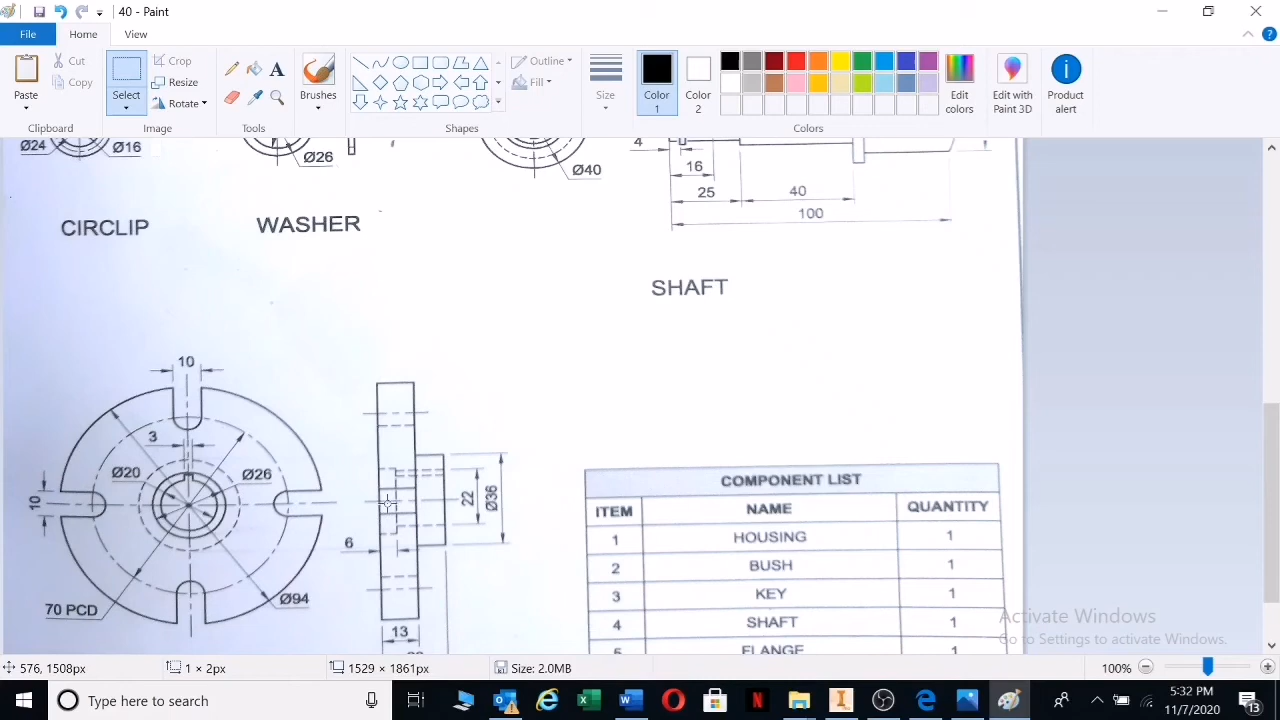 40 - Paint
File Home View
Paste
Cut
Copy
Clipboard
Select
Crop
Resize
Rotate
Image
A
Tools
Brushes
Outline
Fill
Shapes
Size
Color 1
Color 2
Edit colors
Colors
Edit with Paint 3D
Product alert
Ø24 Ø16
Ø26
Ø40
4
16
25 40
100
CIRCLIP WASHER
SHAFT
10
3
Ø20 Ø26
10
22 Ø36
6
70 PCD Ø94
13
COMPONENT LIST
ITEM NAME QUANTITY
1 HOUSING 1
2 BUSH 1
3 KEY 1
4 SHAFT 1
5 FLANGE 1
Activate Windows
Go to Settings to activate Windows.
576, 1508px 1 × 2px 1529 × 1861px Size: 2.0MB 100%
Type here to search
5:32 PM
11/7/2020
13